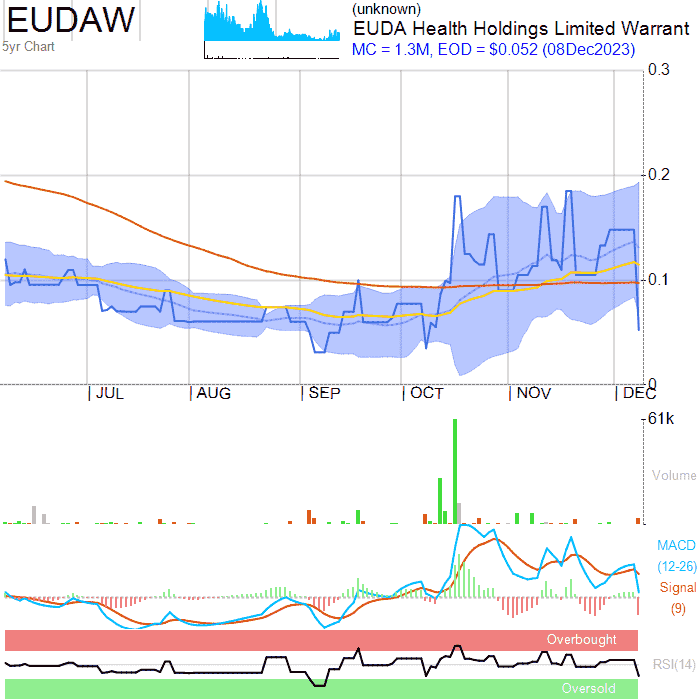 EUDAW
5yr Chart
(unknown)
EUDA Health Holdings Limited Warrant
MC = 1.3M, EOD = $0.052 (08Dec2023)
0.3
0.2
0.1
0
JUL AUG SEP OCT NOV DEC
61k
Volume
MACD
(12-26)
Signal
(9)
Overbought
RSI(14)
Oversold